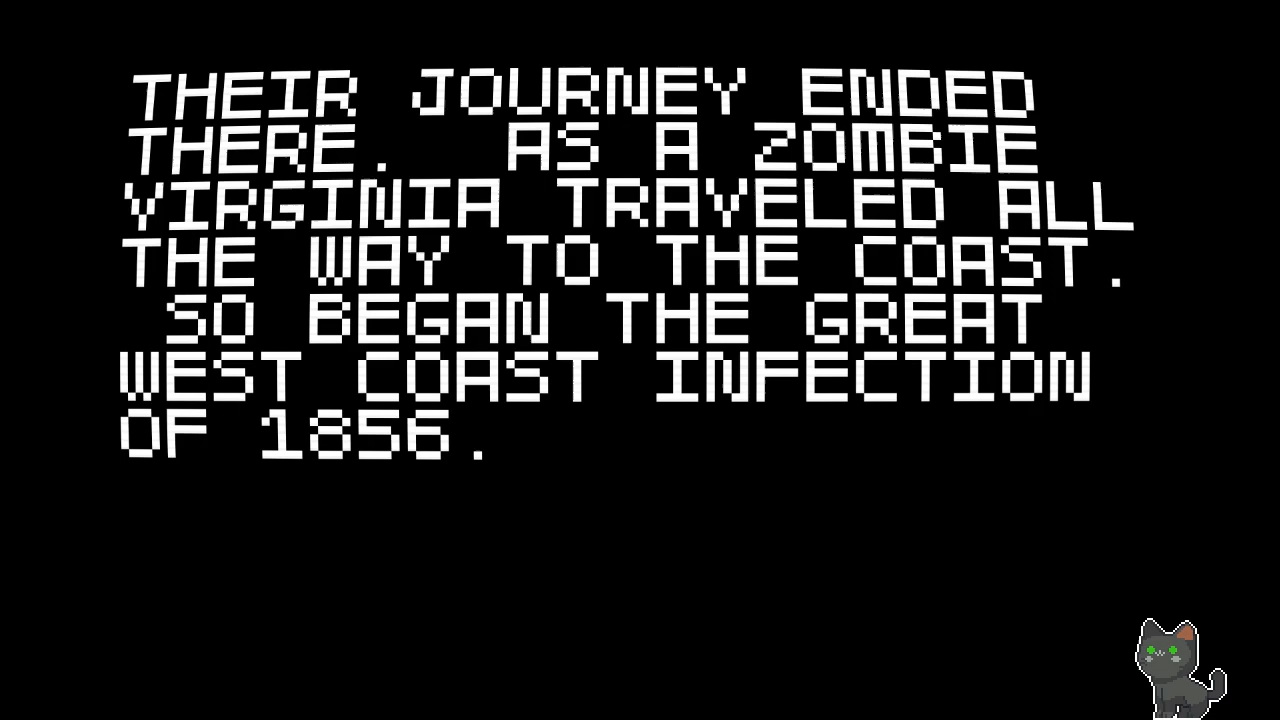 THEIR JOURNEY ENDED
THERE. AS A ZOMBIE
VIRGINIA TRAVELED ALL
THE WAY TO THE COAST.
SO BEGAN THE GREAT
WEST COAST INFECTION
OF 1856.